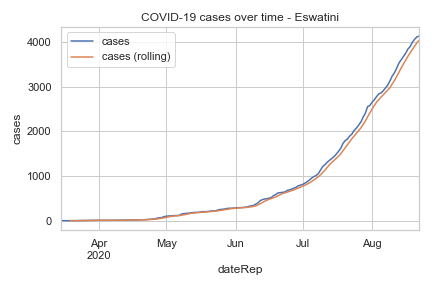 COVID-19 cases over time - Eswatini
cases
cases (rolling)
4000
3000
2000
1000
0
cases
Apr May Jun Jul Aug
2020
dateRep